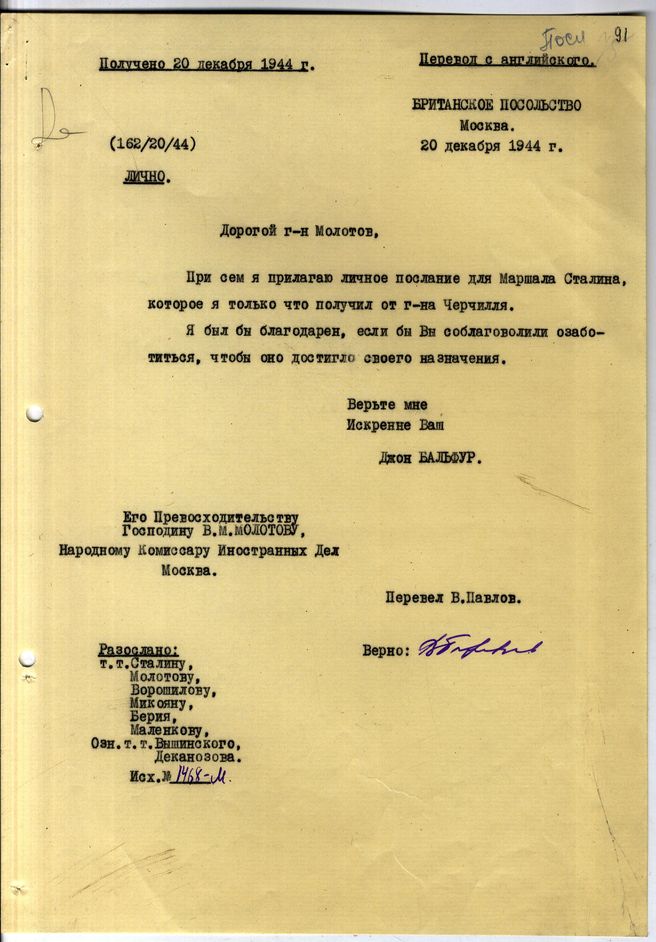 Посл 91
Получено 20 декабря 1944 г.
Перевод с английского.
БРИТАНСКОЕ ПОСОЛЬСТВО
Москва.
(162/20/44)
20 декабря 1944 г.
ЛИЧНО.
Дорогой г-н Молотов,
При сем я прилагаю личное послание для Маршала Сталина,
которое я только что получил от г-на Черчилля.
Я был бы благодарен, если бы Вы соблаговолили озабо-
титься, чтобы оно достигло своего назначения.
Верьте мне
Искренне Ваш
Джон БАЛЬФУР.
Его Превосходительству
Господину В.М.МОЛОТОВУ,
Народному Комиссару Иностранных Дел
Москва.
Перевел В.Павлов.
Разослано:
Верно:
т.т.Сталину,
Молотову,
Ворошилову,
Микояну,
Берия,
Маленкову,
Озн.т.т.Вышинского,
Деканозова.
Исх.№ 1468-М.